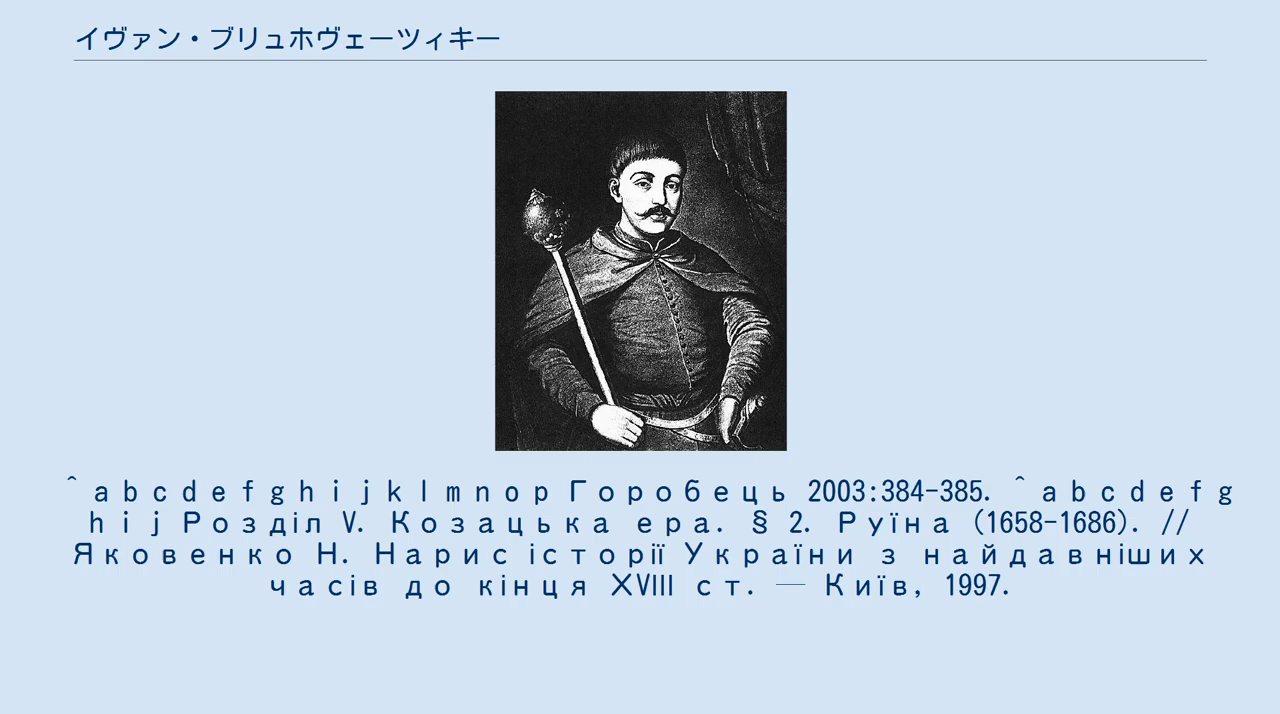 イヴァン・ブリュホヴェーツィキー
^ a b c d e f g h i j k l m n o p Горобець 2003:384-385. ^ a b c d e f g
h i j Розділ V. Козацька ера. § 2. Руїна (1658-1686). //
Яковенко Н. Нарис історії України з найдавніших
часів до кінця XVIII ст. — Київ, 1997.